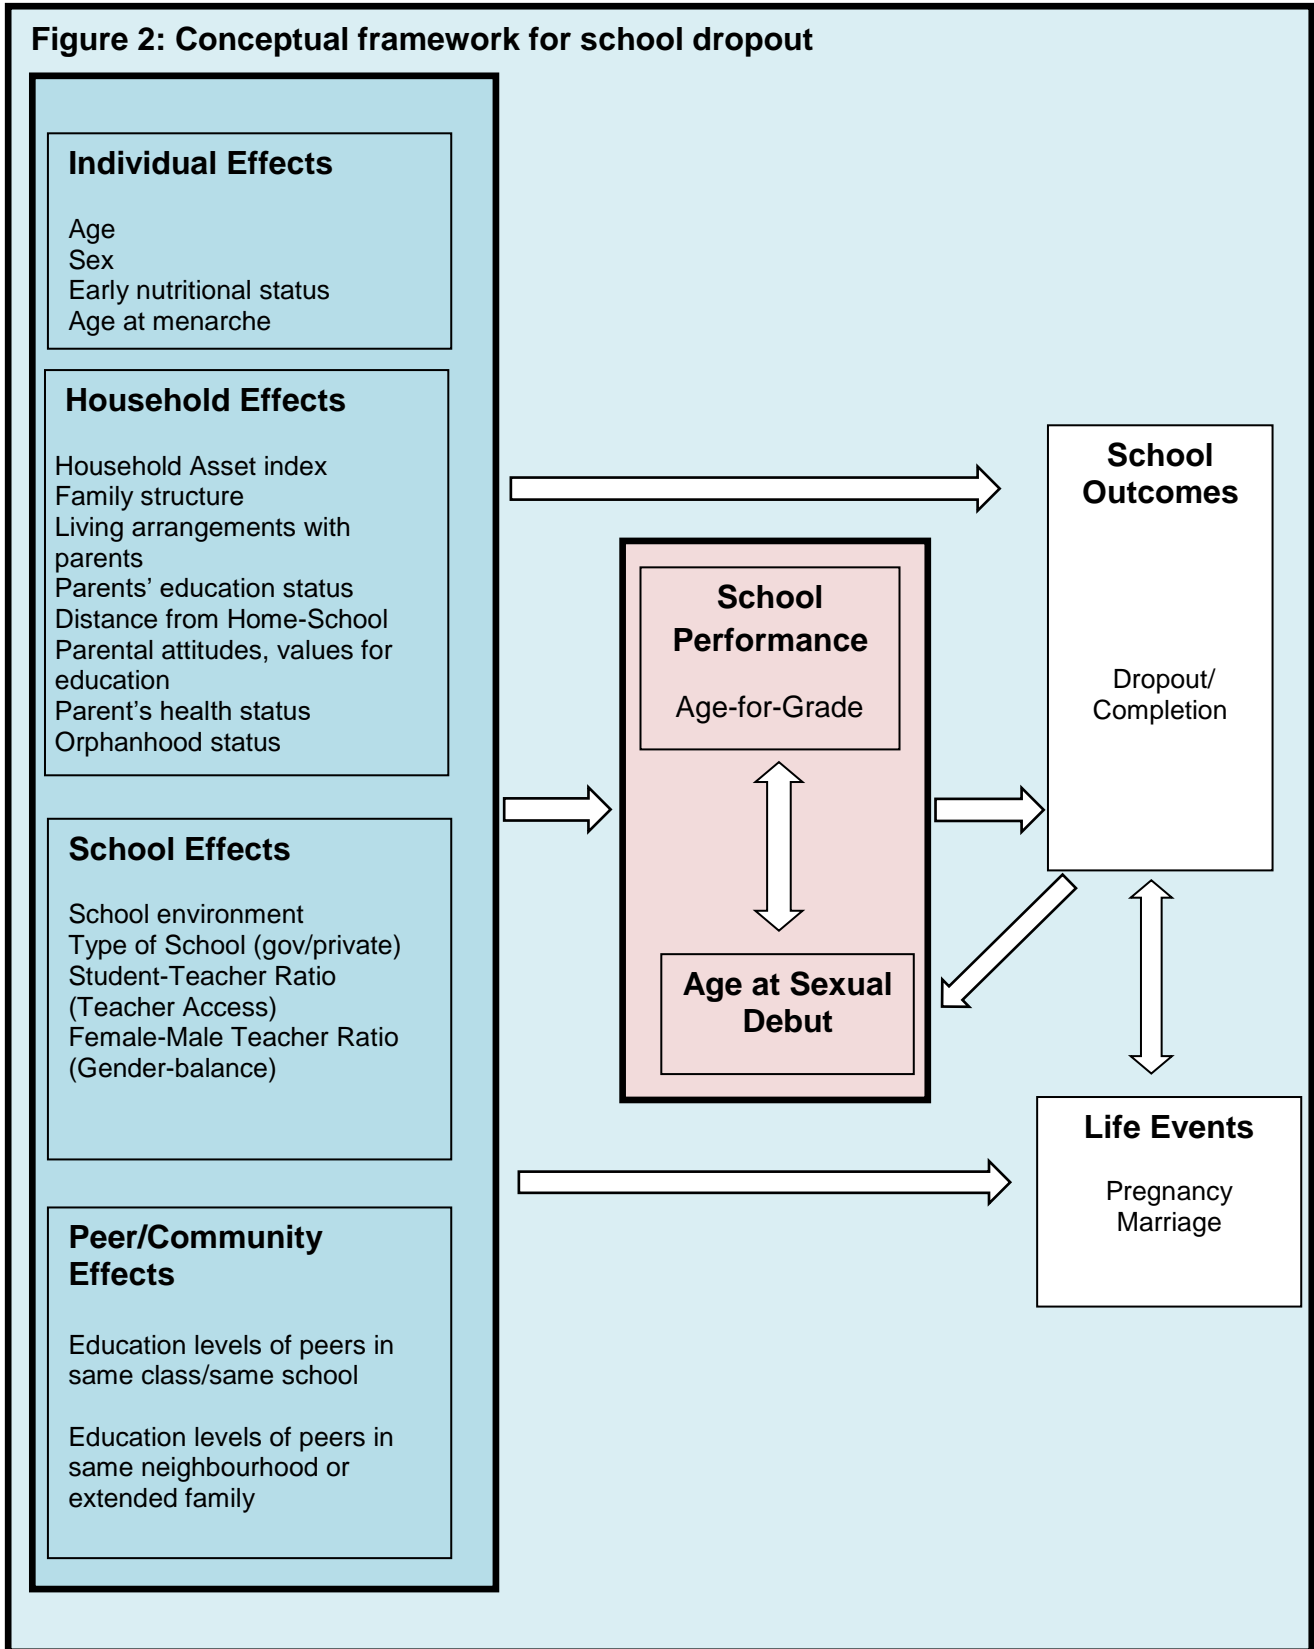 Figure 2: Conceptual framework for school dropout
Individual Effects
Age
Sex
Early nutritional status
Age at menarche
Household Effects
Household Asset index
Family structure
Living arrangements with
parents
Parents’ education status
Distance from Home-School
Parental attitudes, values for
education
Parent’s health status
Orphanhood status
School Effects
School environment
Type of School (gov/private)
Student-Teacher Ratio
(Teacher Access)
Female-Male Teacher Ratio
(Gender-balance)
Peer/Community
Effects
Education levels of peers in
same class/same school
Education levels of peers in
same neighbourhood or
extended family
School
Performance
Age-for-Grade
Age at Sexual
Debut
School
Outcomes
Dropout/
Completion
Life Events
Pregnancy
Marriage